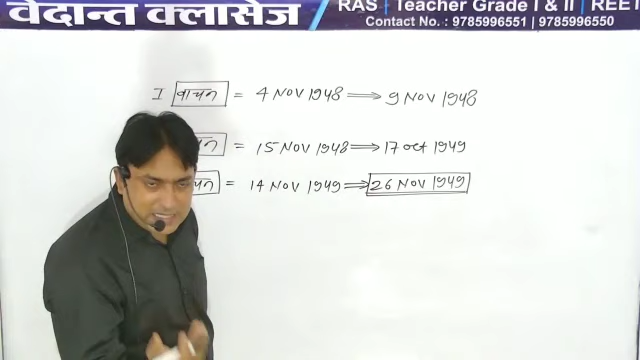 वेदान्त क्लासेज
RAS | Teacher Grade I & II | REET
Contact No. : 9785996551 | 9785996550
I वाचन = 4 Nov 1948 ⟹ 9 Nov 1948
= 15 Nov 1948 ⟹ 17 oct 1949
= 14 Nov 1949 ⟹ 26 Nov 1949